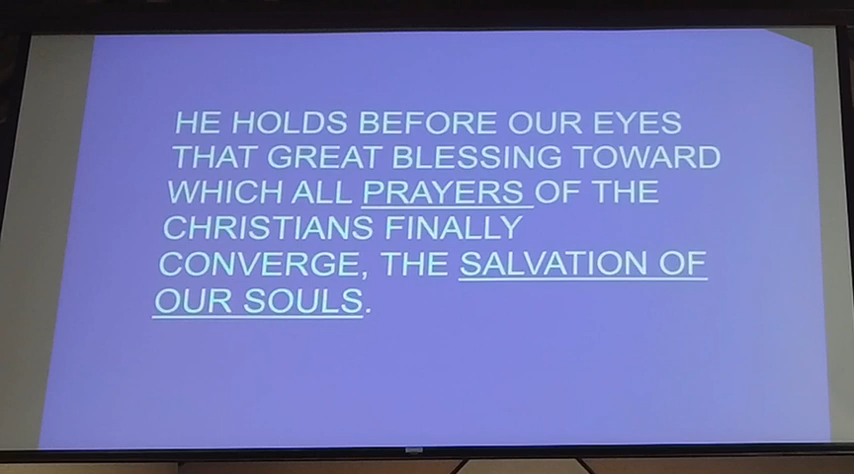 HE HOLDS BEFORE OUR EYES
THAT GREAT BLESSING TOWARD
WHICH ALL PRAYERS OF THE
CHRISTIANS FINALLY
CONVERGE, THE SALVATION OF
OUR SOULS.